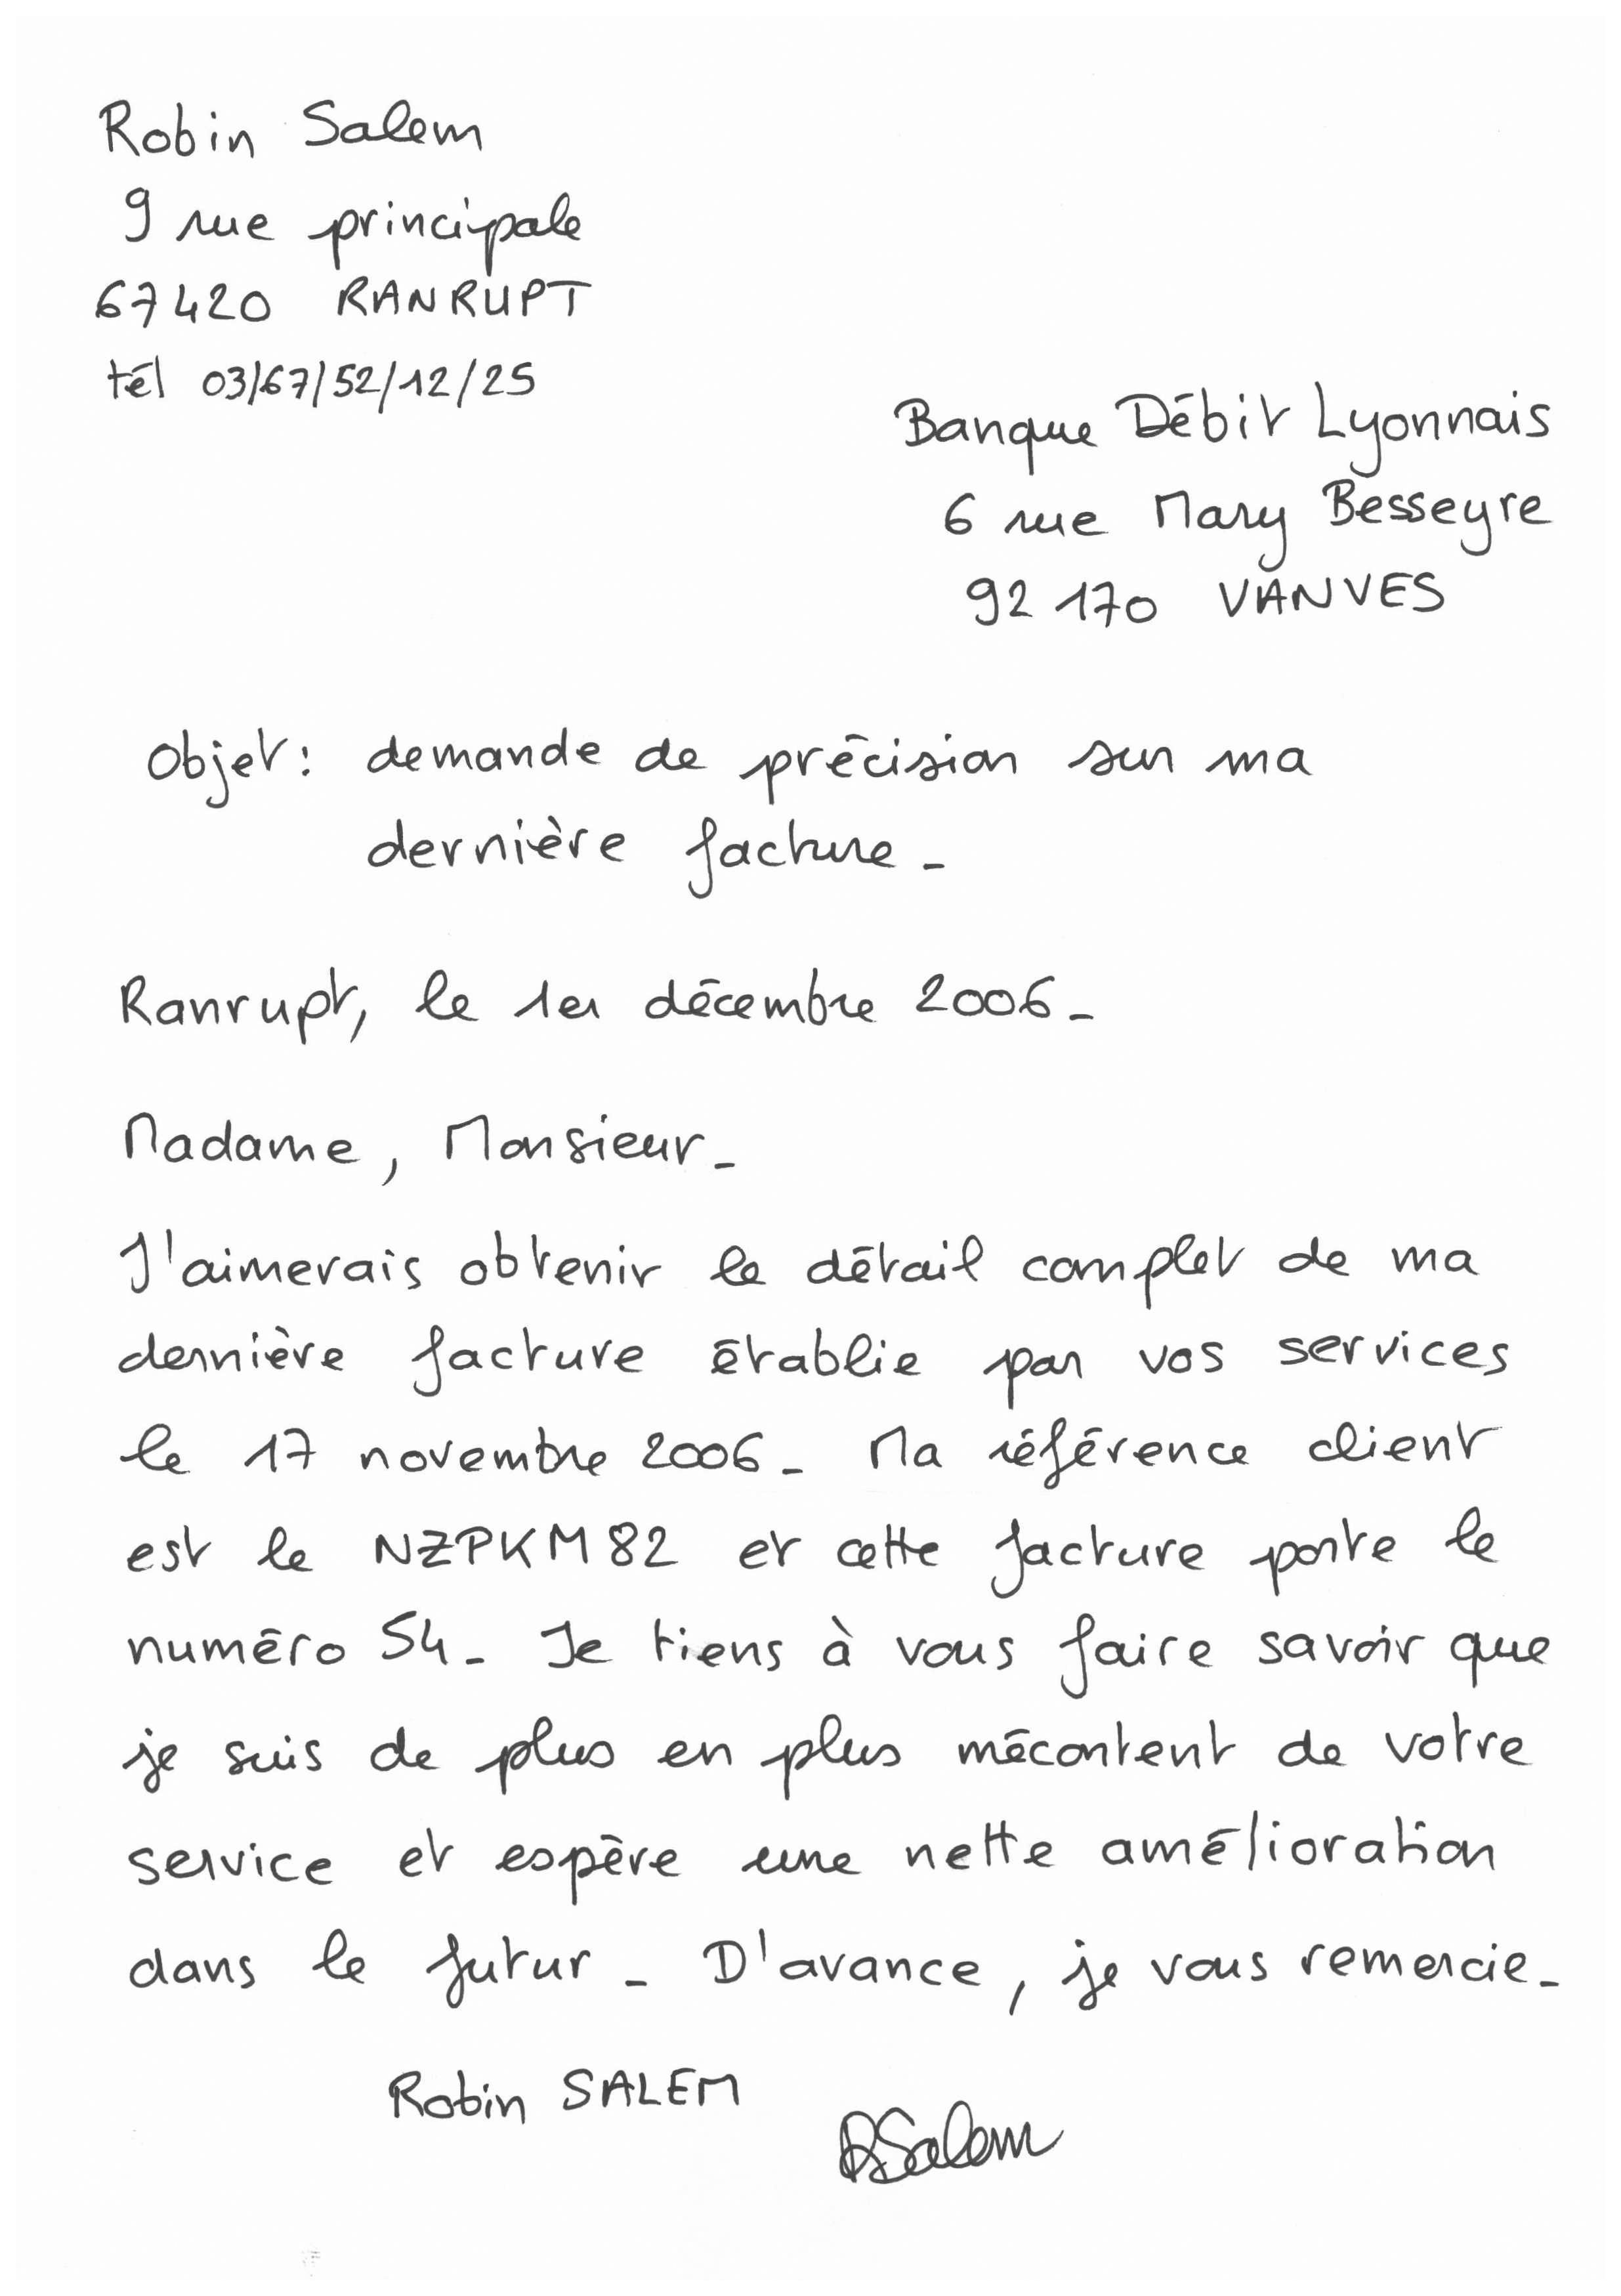 Robin Salem
9 rue principale
67420 RANRUPT
tél 03/67/52/12/25
Banque Débit Lyonnais
6 rue Mary Besseyre
92 170 VANVES
Objet : demande de précision sur ma
dernière facture.
Ranrupt, le 1er décembre 2006.
Madame, Monsieur.
J'aimerais obtenir le détail complet de ma
dernière facture établie par vos services
le 17 novembre 2006. Ma référence client
est le NZPKM82 et cette facture porte le
numéro 54. Je tiens à vous faire savoir que
je suis de plus en plus mécontent de votre
service et espère une nette amélioration
dans le futur. D'avance, je vous remercie.
Robin SALEM
RSalem